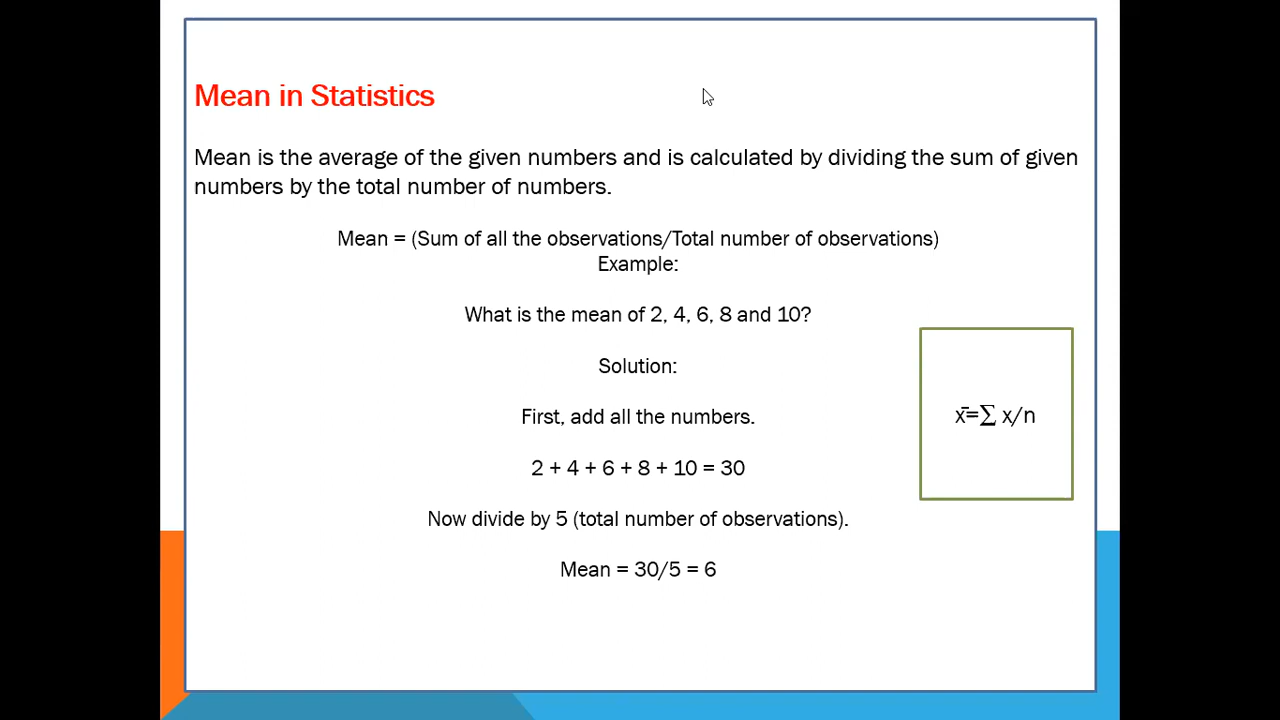 Mean in Statistics
Mean is the average of the given numbers and is calculated by dividing the sum of given
numbers by the total number of numbers.
Mean = (Sum of all the observations/Total number of observations)
Example:
What is the mean of 2, 4, 6, 8 and 10?
Solution:
First, add all the numbers.
2 + 4 + 6 + 8 + 10 = 30
Now divide by 5 (total number of observations).
Mean = 30/5 = 6
x̄=∑ x/n